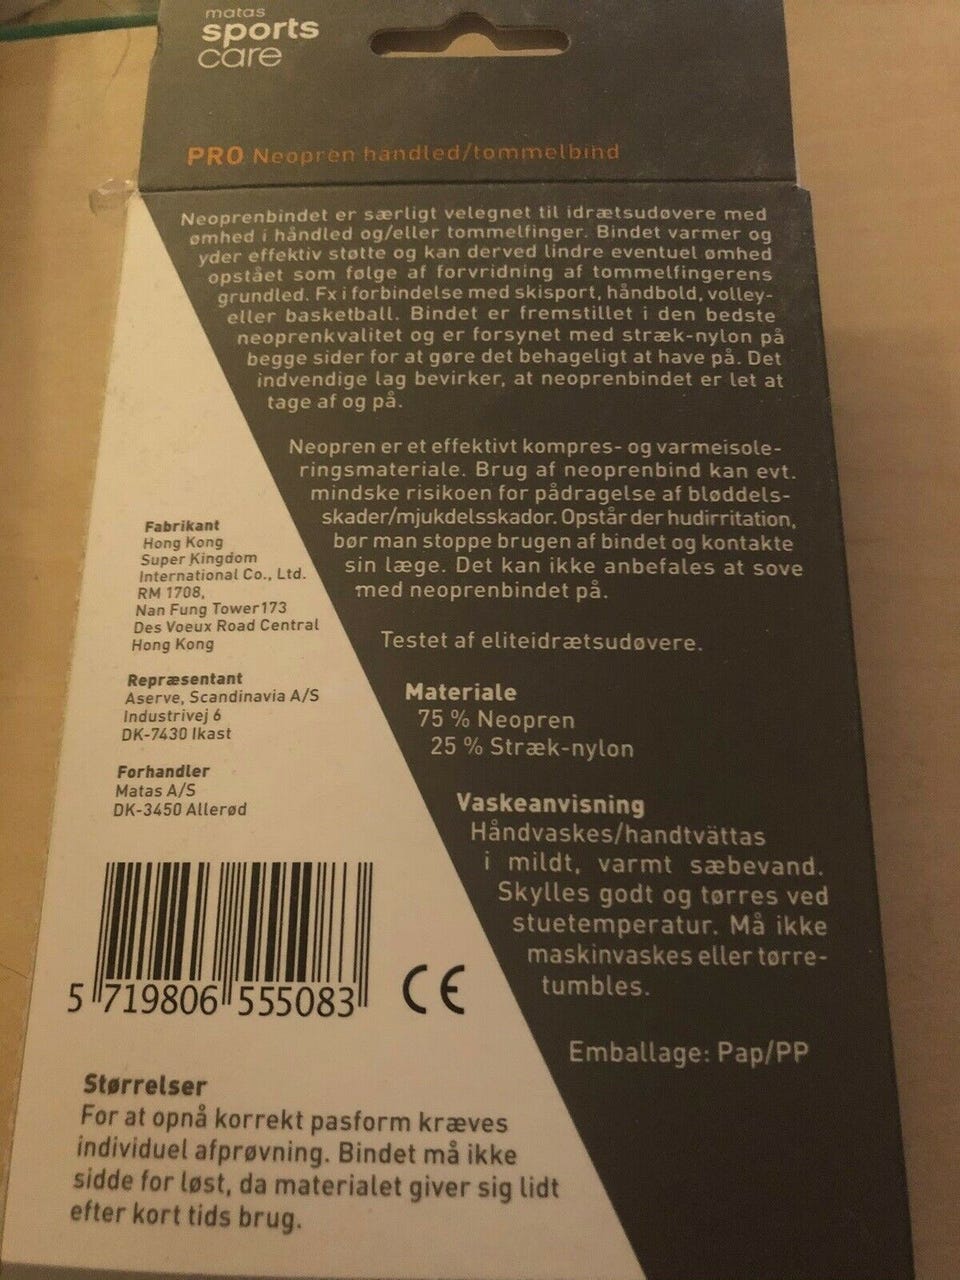 matas
sports
care
PRO Neopren håndled/tommelbind
Neoprenbindet er særligt velegnet til idrætsudøvere med
ømhed i håndled og/eller tommelfinger. Bindet varmer og
yder effektiv støtte og kan derved lindre eventuel ømhed
opstået som følge af forvridning af tommelfingerens
grundled. Fx i forbindelse med skisport, håndbold, volley-
eller basketball. Bindet er fremstillet i den bedste
neoprenkvalitet og er forsynet med stræk-nylon på
begge sider for at gøre det behageligt at have på. Det
indvendige lag bevirker, at neoprenbindet er let at
tage af og på.
Neopren er et effektivt kompres- og varmeisole-
ringsmateriale. Brug af neoprenbind kan evt.
mindske risikoen for pådragelse af bløddels-
skader/mjukdelsskador. Opstår der hudirritation,
bør man stoppe brugen af bindet og kontakte
sin læge. Det kan ikke anbefales at sove
med neoprenbindet på.
Testet af eliteidrætsudøvere.
Materiale
75 % Neopren
25 % Stræk-nylon
Vaskeanvisning
Håndvaskes/handtvättas
i mildt, varmt sæbevand.
Skylles godt og tørres ved
stuetemperatur. Må ikke
maskinvaskes eller tørre-
tumbles.
Emballage: Pap/PP
Fabrikant
Hong Kong
Super Kingdom
International Co., Ltd.
RM 1708,
Nan Fung Tower173
Des Voeux Road Central
Hong Kong
Repræsentant
Aserve, Scandinavia A/S
Industrivej 6
DK-7430 Ikast
Forhandler
Matas A/S
DK-3450 Allerød
5 719806 555083
CE
Størrelser
For at opnå korrekt pasform kræves
individuel afprøvning. Bindet må ikke
sidde for løst, da materialet giver sig lidt
efter kort tids brug.